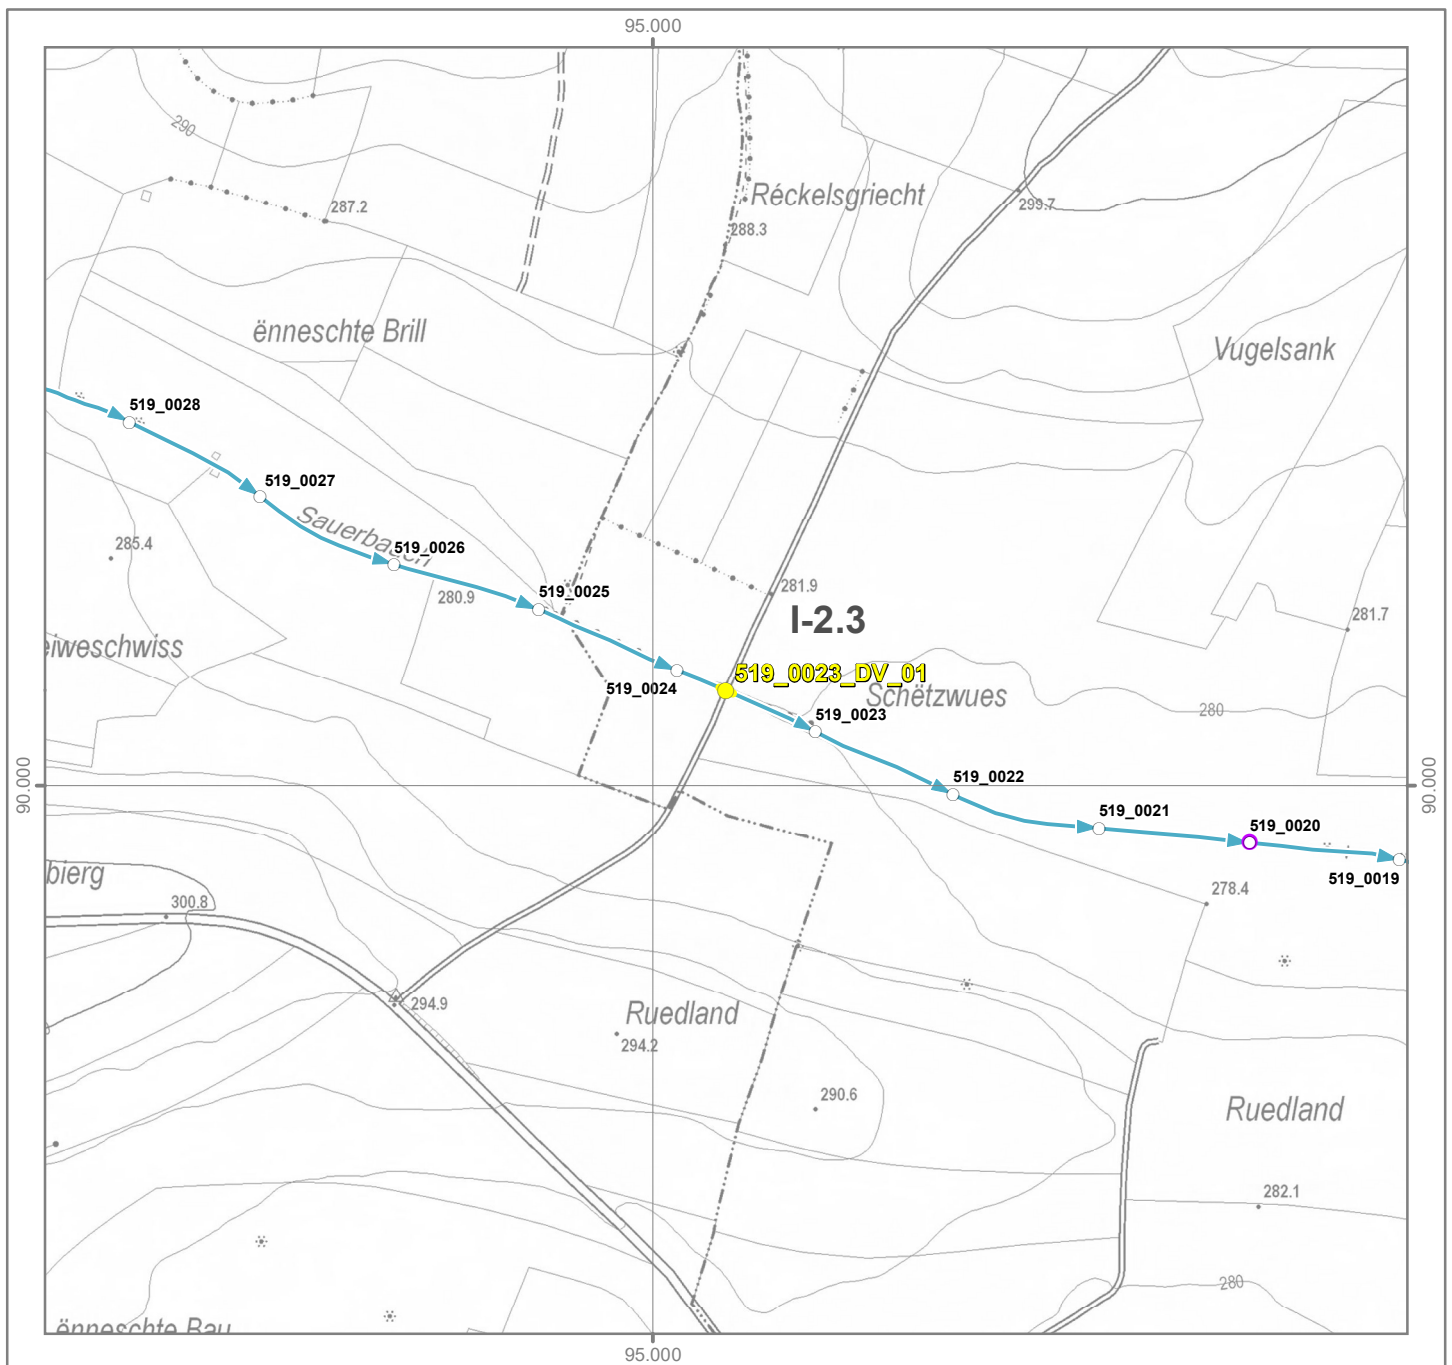 95.000
290
287.2
Réckelsgriecht
299.7
288.3
ënneschte Brill
Vugelsank
519_0028
519_0027
Sauerbaach
285.4
519_0026
280.9
519_0025
281.9
I-2.3
281.7
eiweschwiss
519_0024
519_0023_DV_01
Schëtzwues
519_0023
280
90.000
90.000
519_0022
519_0021
519_0020
519_0019
bierg
300.8
278.4
294.9
Ruedland
294.2
290.6
Ruedland
282.1
280
ënneschte Bau
95.000